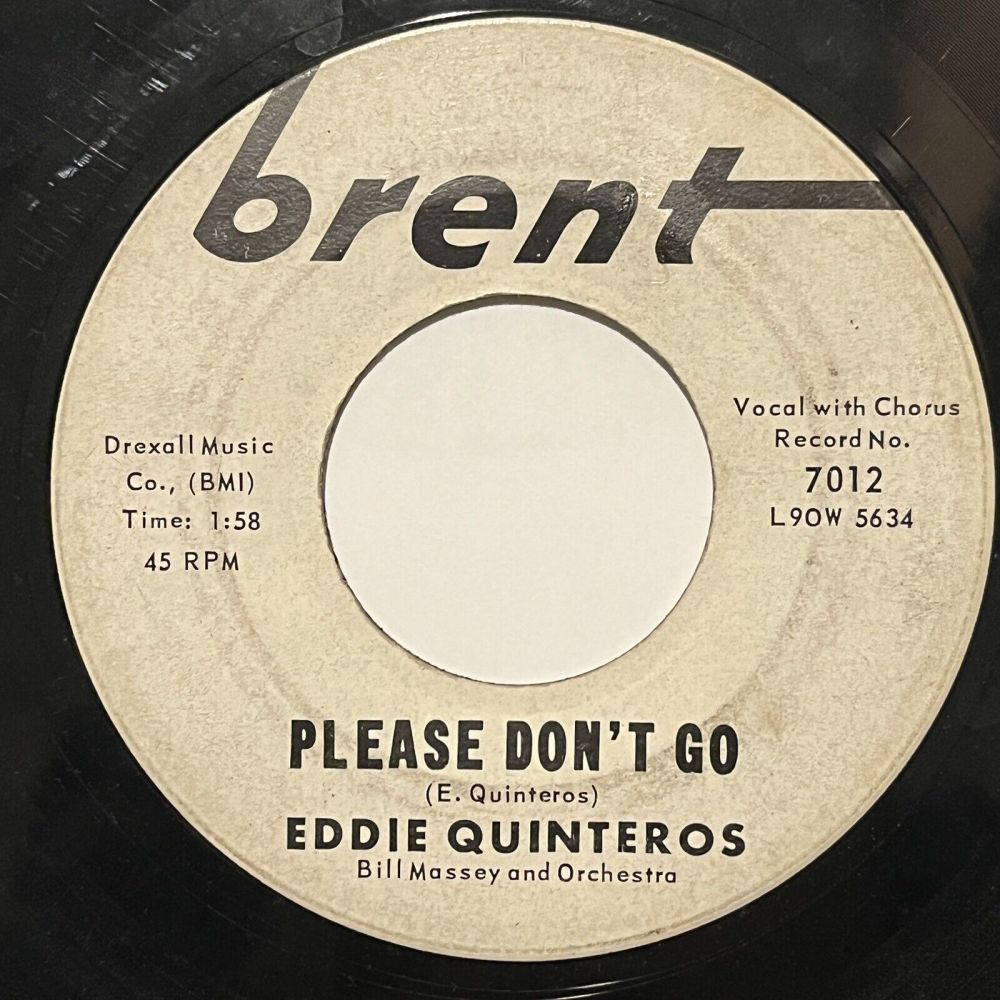 brent
Drexall Music
Co., (BMI)
Time: 1:58
45 RPM
Vocal with Chorus
Record No.
7012
L9OW 5634
PLEASE DON'T GO
(E. Quinteros)
EDDIE QUINTEROS
Bill Massey and Orchestra